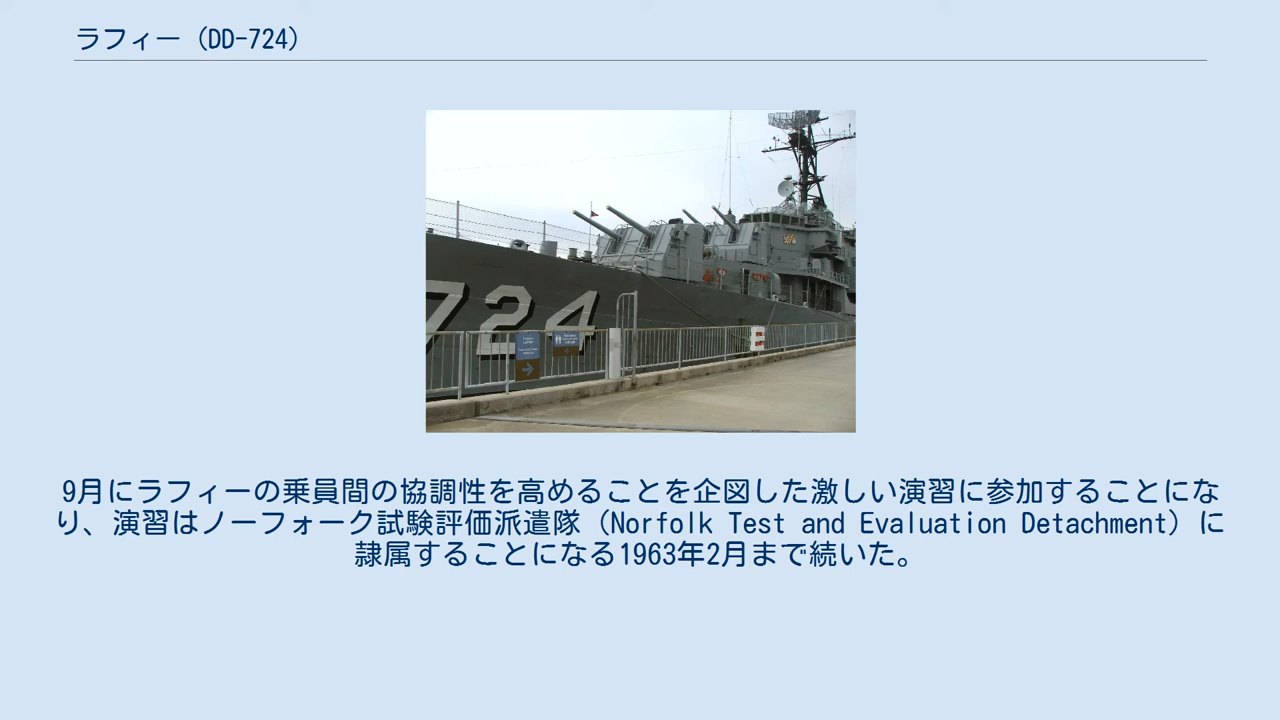 ラフィー（DD-724）
724
9月にラフィーの乗員間の協調性を高めることを企図した激しい演習に参加することにな
り、演習はノーフォーク試験評価派遣隊（Norfolk Test and Evaluation Detachment）に
隷属することになる1963年2月まで続いた。